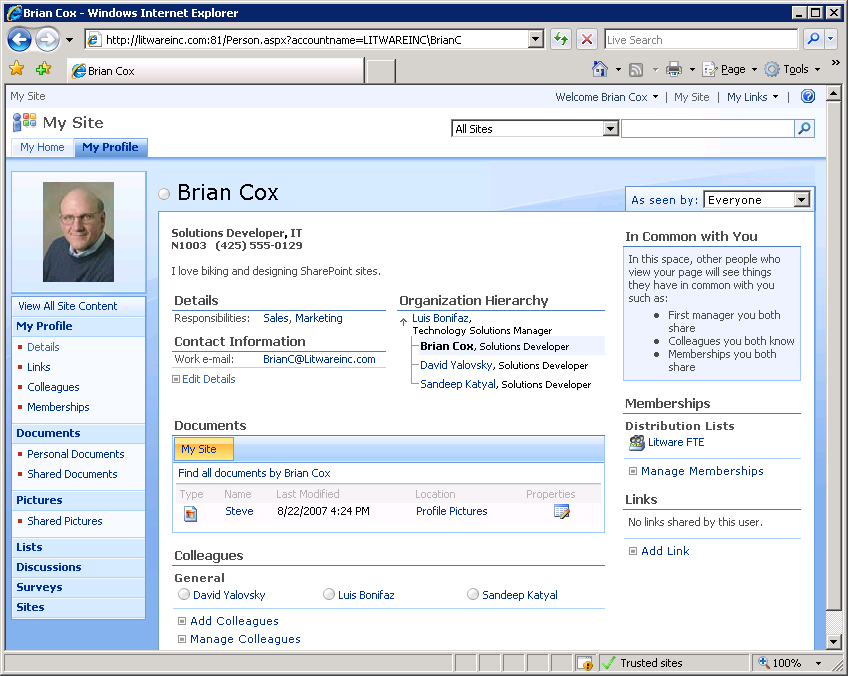 Brian Cox - Windows Internet Explorer
http://litwareinc.com:81/Person.aspx?accountname=LITWAREINC\BrianC
Live Search
Brian Cox
Page
Tools
»
My Site
Welcome Brian Cox
My Site
My Links
My Site
All Sites
My Home
My Profile
Brian Cox
As seen by:
Everyone
View All Site Content
My Profile
Details
Links
Colleagues
Memberships
Documents
Personal Documents
Shared Documents
Pictures
Shared Pictures
Lists
Discussions
Surveys
Sites
Solutions Developer, IT
N1003 (425) 555-0129
I love biking and designing SharePoint sites.
Details
Responsibilities: Sales, Marketing
Contact Information
Work e-mail: BrianC@Litwareinc.com
Edit Details
Organization Hierarchy
Luis Bonifaz,
Technology Solutions Manager
Brian Cox, Solutions Developer
David Yalovsky, Solutions Developer
Sandeep Katyal, Solutions Developer
Documents
My Site
Find all documents by Brian Cox
Type Name Last Modified Location Properties
Steve 8/22/2007 4:24 PM Profile Pictures
Colleagues
General
David Yalovsky Luis Bonifaz Sandeep Katyal
Add Colleagues
Manage Colleagues
In Common with You
In this space, other people who
view your page will see things
they have in common with you
such as:
• First manager you both
share
• Colleagues you both know
• Memberships you both
share
Memberships
Distribution Lists
Litware FTE
Manage Memberships
Links
No links shared by this user.
Add Link
Trusted sites
100%